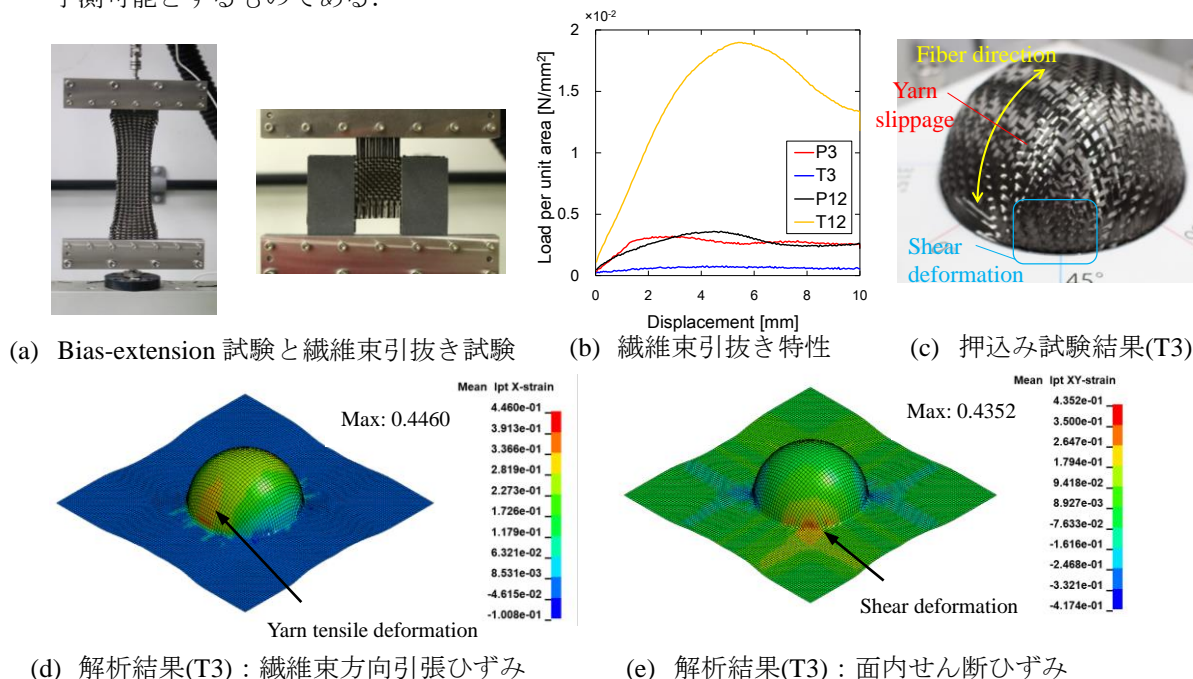 予測可能とするものである.
×10⁻²
2
1.5
1
0.5
0
Load per unit area [N/mm²]
P3
T3
P12
T12
0 2 4 6 8 10
Displacement [mm]
Fiber direction
Yarn
slippage
Shear
deformation
45°
(a) Bias-extension 試験と繊維束引抜き試験
(b) 繊維束引抜き特性
(c) 押込み試験結果(T3)
Mean Ipt X-strain
Max: 0.4460
4.460e-01
3.913e-01
3.366e-01
2.819e-01
2.273e-01
1.726e-01
1.179e-01
6.321e-02
8.531e-03
-4.615e-02
-1.008e-01
Yarn tensile deformation
Mean Ipt XY-strain
Max: 0.4352
4.352e-01
3.500e-01
2.647e-01
1.794e-01
9.418e-02
8.927e-03
-7.633e-02
-1.616e-01
-2.468e-01
-3.321e-01
-4.174e-01
Shear deformation
(d) 解析結果(T3)：繊維束方向引張ひずみ
(e) 解析結果(T3)：面内せん断ひずみ